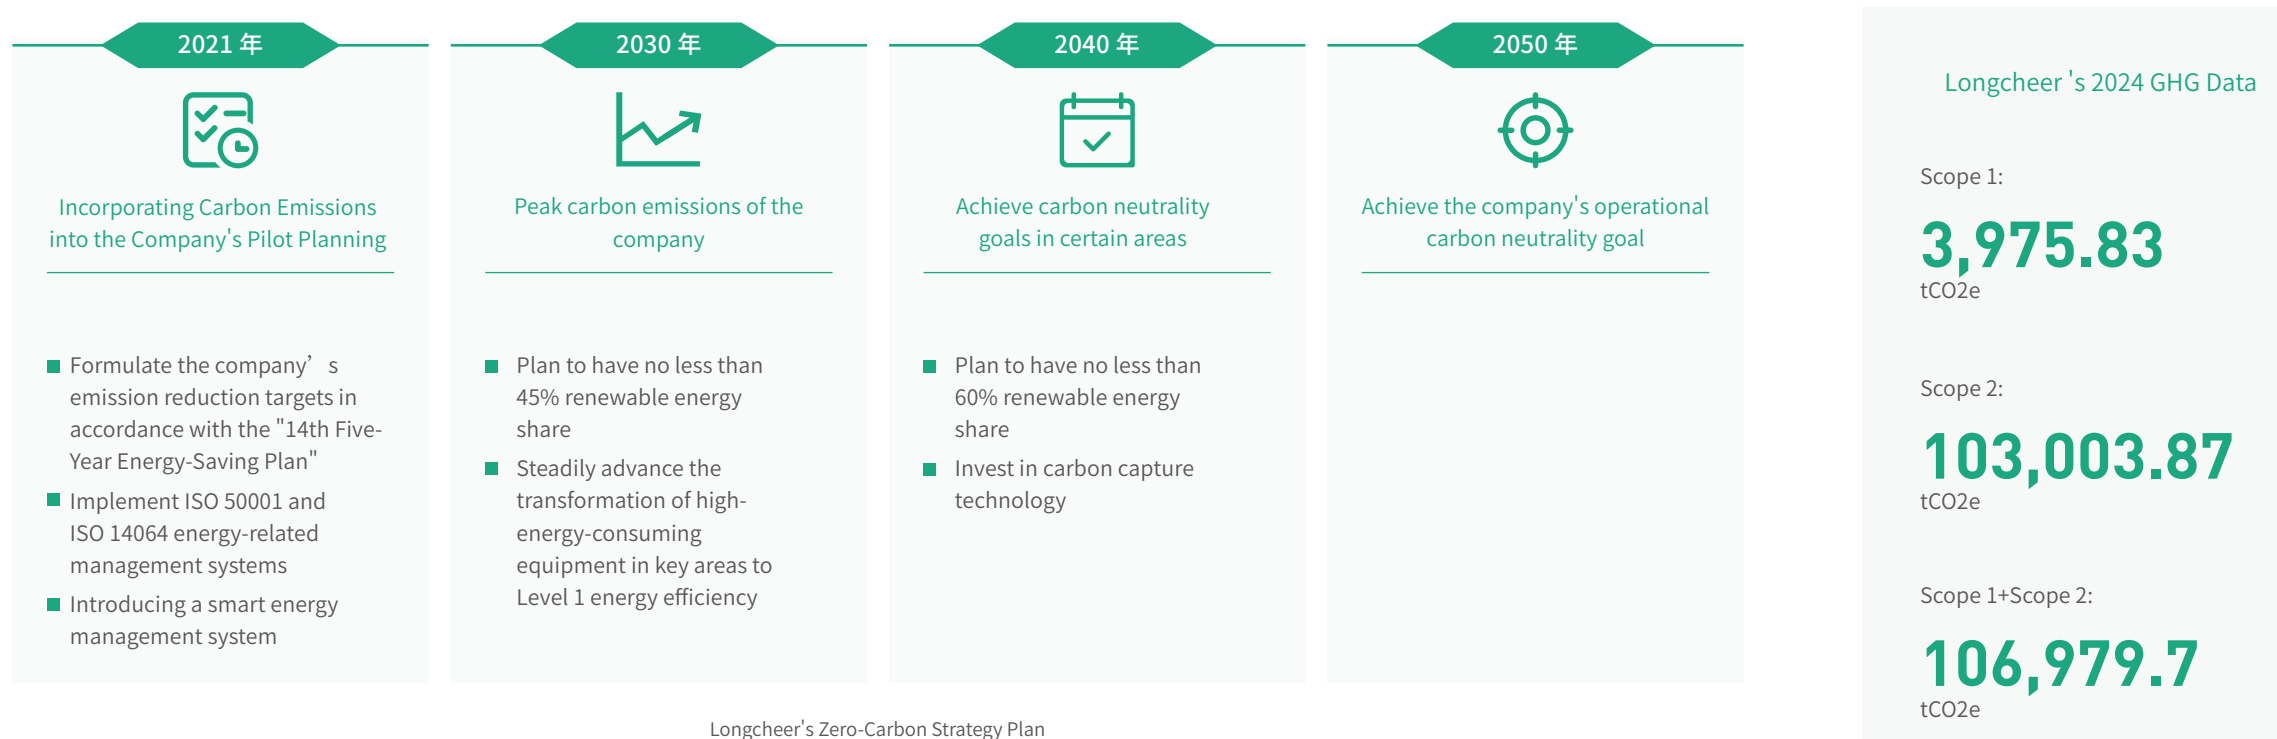 2021 年
Incorporating Carbon Emissions
into the Company's Pilot Planning
Formulate the company’ s
emission reduction targets in
accordance with the "14th Five-
Year Energy-Saving Plan"
Implement ISO 50001 and
ISO 14064 energy-related
management systems
Introducing a smart energy
management system
2030 年
Peak carbon emissions of the
company
Plan to have no less than
45% renewable energy
share
Steadily advance the
transformation of high-
energy-consuming
equipment in key areas to
Level 1 energy efficiency
2040 年
Achieve carbon neutrality
goals in certain areas
Plan to have no less than
60% renewable energy
share
Invest in carbon capture
technology
2050 年
Achieve the company's operational
carbon neutrality goal
Longcheer's Zero-Carbon Strategy Plan
Longcheer 's 2024 GHG Data
Scope 1:
3,975.83
tCO2e
Scope 2:
103,003.87
tCO2e
Scope 1+Scope 2:
106,979.7
tCO2e